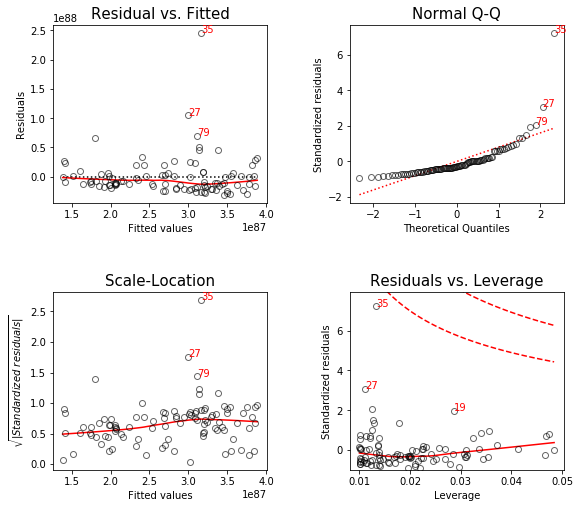 Residual vs. Fitted
1e88
2.5
2.0
1.5
1.0
0.5
0.0
Residuals
35
27
79
1.5 2.0 2.5 3.0 3.5 4.0
Fitted values
1e87
Normal Q-Q
6
4
2
0
−2
Standardized residuals
35
27
79
−2 −1 0 1 2
Theoretical Quantiles
Scale-Location
2.5
2.0
1.5
1.0
0.5
0.0
√|Standardized residuals|
35
27
79
1.5 2.0 2.5 3.0 3.5 4.0
Fitted values
1e87
Residuals vs. Leverage
6
4
2
0
Standardized residuals
35
27
19
0.01 0.02 0.03 0.04 0.05
Leverage